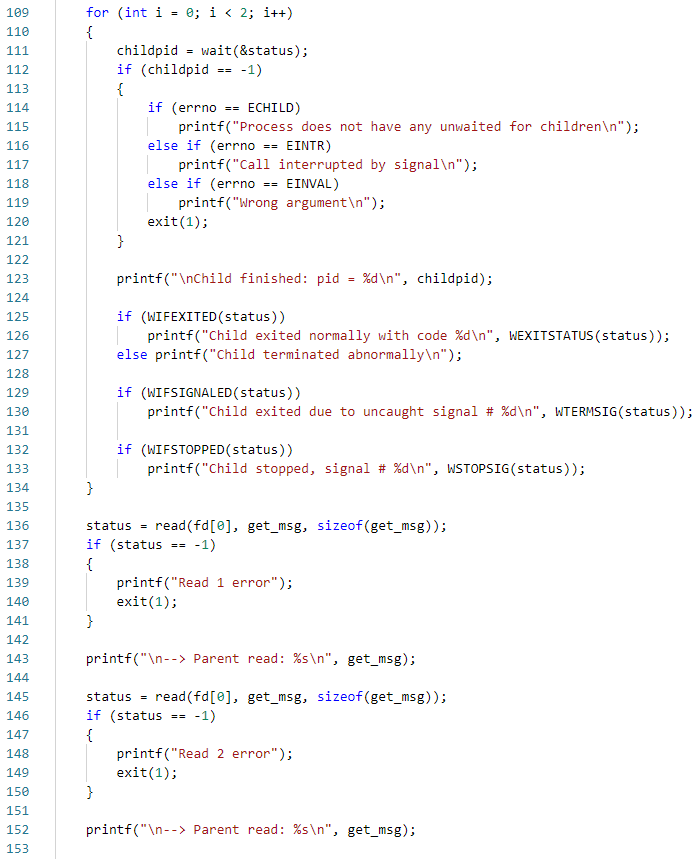 109 for (int i = 0; i < 2; i++)
110 {
111 childpid = wait(&status);
112 if (childpid == -1)
113 {
114 if (errno == ECHILD)
115 printf("Process does not have any unwaited for children\n");
116 else if (errno == EINTR)
117 printf("Call interrupted by signal\n");
118 else if (errno == EINVAL)
119 printf("Wrong argument\n");
120 exit(1);
121 }
122
123 printf("\nChild finished: pid = %d\n", childpid);
124
125 if (WIFEXITED(status))
126 printf("Child exited normally with code %d\n", WEXITSTATUS(status));
127 else printf("Child terminated abnormally\n");
128
129 if (WIFSIGNALED(status))
130 printf("Child exited due to uncaught signal # %d\n", WTERMSIG(status));
131
132 if (WIFSTOPPED(status))
133 printf("Child stopped, signal # %d\n", WSTOPSIG(status));
134 }
135
136 status = read(fd[0], get_msg, sizeof(get_msg));
137 if (status == -1)
138 {
139 printf("Read 1 error");
140 exit(1);
141 }
142
143 printf("\n--> Parent read: %s\n", get_msg);
144
145 status = read(fd[0], get_msg, sizeof(get_msg));
146 if (status == -1)
147 {
148 printf("Read 2 error");
149 exit(1);
150 }
151
152 printf("\n--> Parent read: %s\n", get_msg);
153